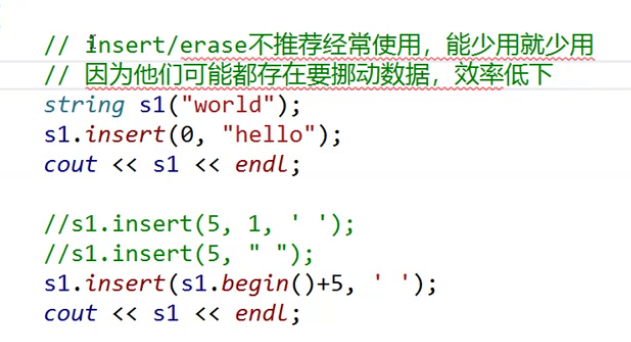 // insert/erase不推荐经常使用，能少用就少用
// 因为他们可能都存在要挪动数据，效率低下
string s1("world");
s1.insert(0, "hello");
cout << s1 << endl;
//s1.insert(5, 1, ' ');
//s1.insert(5, " ");
s1.insert(s1.begin()+5, ' ');
cout << s1 << endl;